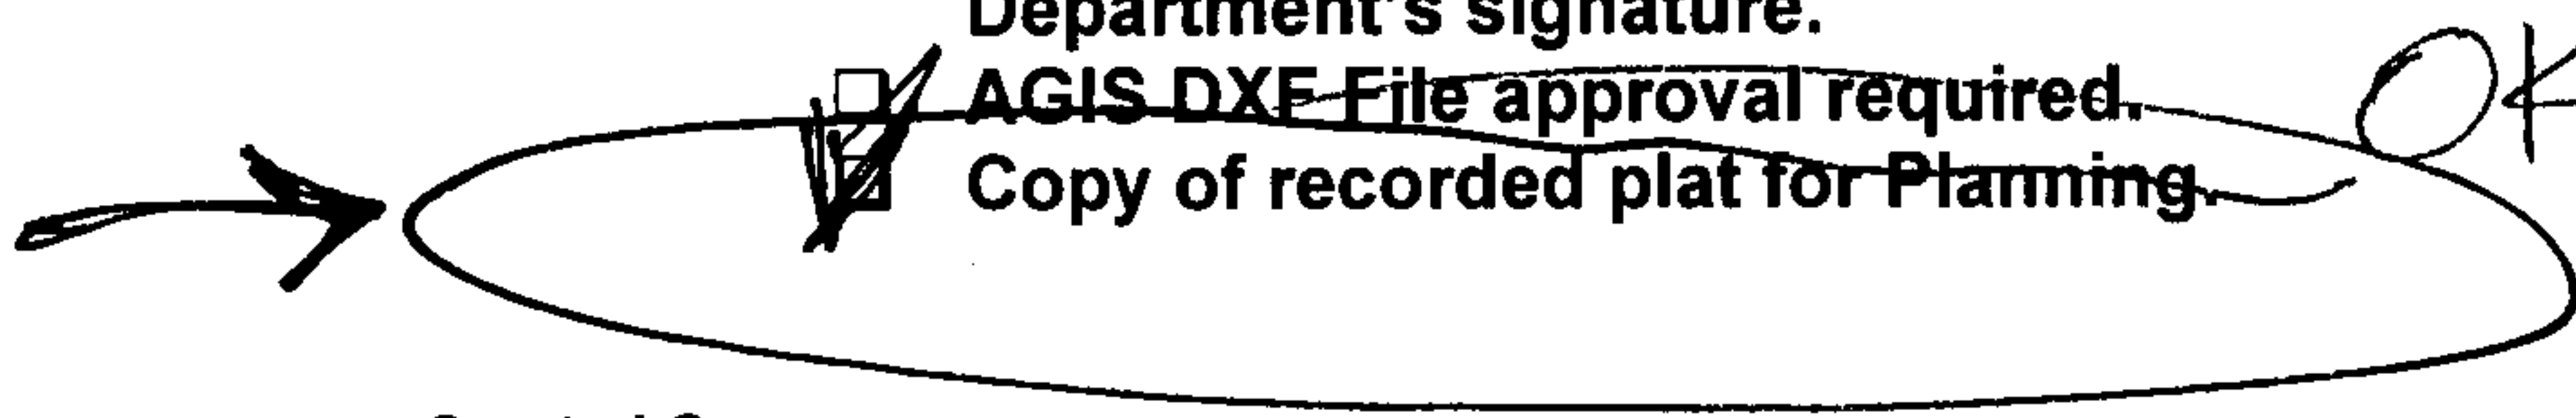 Department's signature.
AGIS DXF File approval required. OK
Copy of recorded plat for Planning.